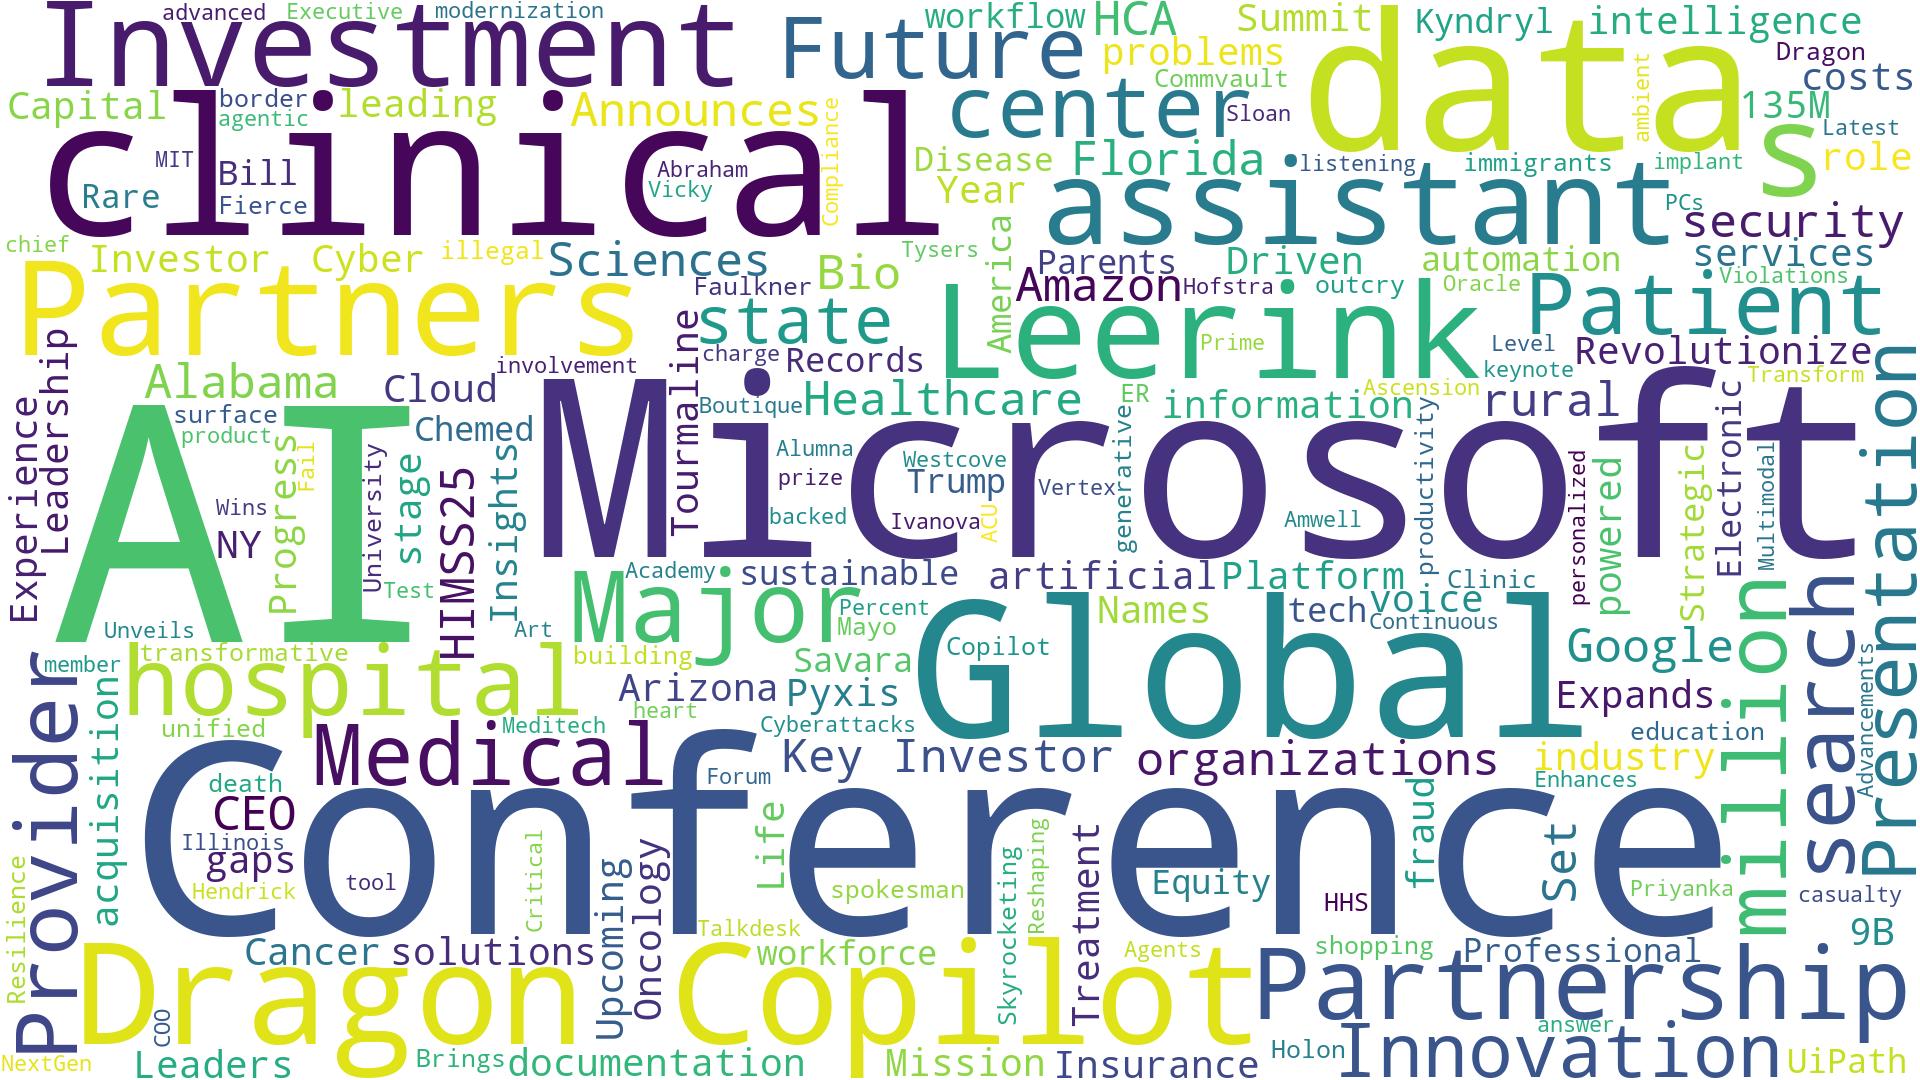 Investment
advanced
Executive
modernization
Future
workflow
HCA
problems
Summit
data
Kyndryl
intelligence
Dragon
costs
Capital
border
agentic
leading
Announces
center
Commvault
Sloan
ambient
135M
Latest
s
role
clinical
MIT
Bill
Rare
Fierce
Abraham
Vicky
Compliance
Disease
Year
Florida
listening
immigrants
implant
assistant
PCs
security
chief
Investor
Cyber
illegal
Sciences
Bio
Tysers
America
Parents
Driven
automation
services
Violations
Partners
Faulkner
state
Amazon
Hofstra
outcry
Oracle
Patient
Leerink
Prime
Level
keynote
Revolutionize
Transform
Experience
Leadership
Alabama
involvement
Cloud
Tournaline
charge
Records
Boutique
Healthcare
ER
information
Ascension
rural
surface
product
Chemed
AI
Microsoft
Progress
Fail
University
stage
HIMSS25
Insights
Alumna
prize
backed
Westcove
Trump
Ivanova
ACU
Vertex
generative
Amwell
productivity
personalized
powered
Strategic
Electronic
Multimodal
Presentation
Wins
NY
Test
Unveils
Art
Academy
sustainable
artificial
Platform
Clinic
Major
Percent
Mayo
Names
tech
voice
Continuous
Copilot
Global
Google
million
search
Advancements
member
transformative
hospital
building
Savara
Arizona
heart
Pyxis
Expands
Provider
acquisition
unified
Medical
Meditech
Cyberattacks
Key Investor
organizations
industry
education
Enhances
death
CEO
Illinois
gaps
Hendrick
tool
Forum
Conference
Critical
Upcoming
Oncology
Life
spokesman
Skyrocketing
Reshaping
Treatment
Equity
HHS
fraud
Set
Priyanka
casualty
9B
Resilience
Talkdesk
Cancer
solutions
workforce
Agents
shopping
Professional
Dragon Copilot
Partnership
COO
NextGen
Leaders
Brings
documentation
Mission
Insurance
Holon
answer
Innovation
UiPath